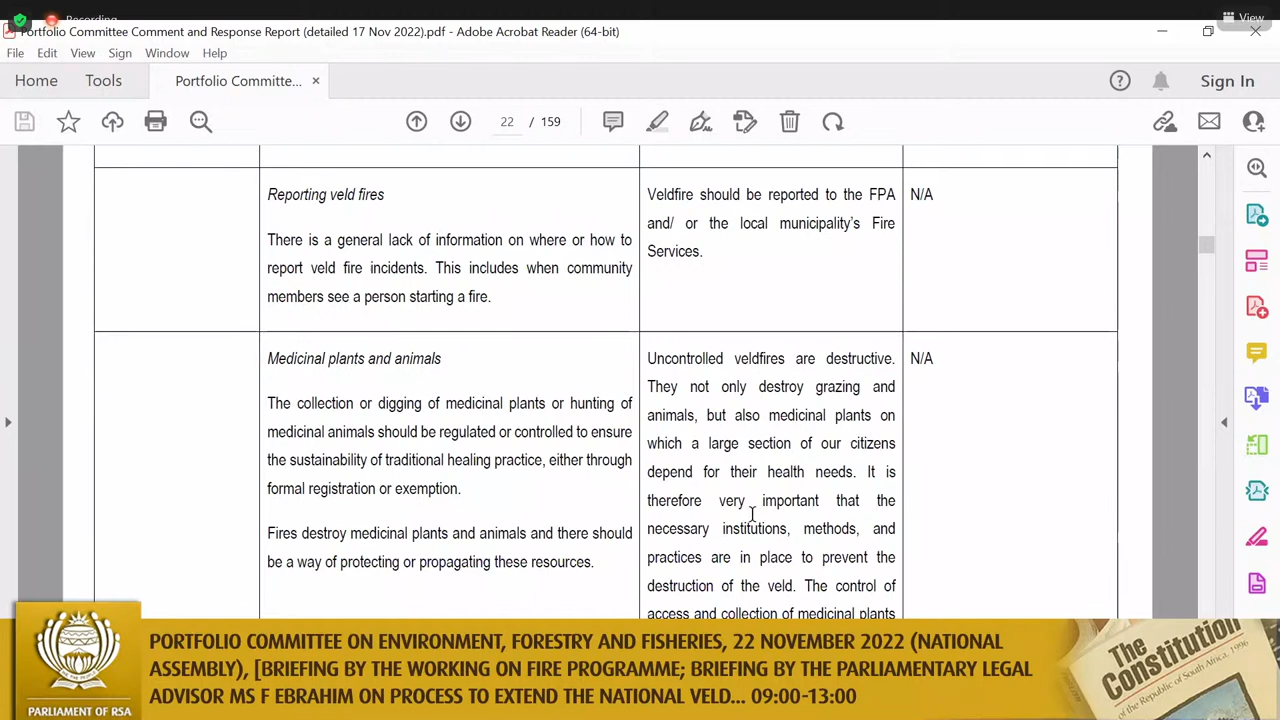 Recording
View
Portfolio Committee Comment and Response Report (detailed 17 Nov 2022).pdf - Adobe Acrobat Reader (64-bit)
File Edit View Sign Window Help
Home Tools Portfolio Committe... × Sign In
22 / 159
Reporting veld fires
There is a general lack of information on where or how to
report veld fire incidents. This includes when community
members see a person starting a fire.
Veldfire should be reported to the FPA
and/ or the local municipality's Fire
Services.
N/A
Medicinal plants and animals
The collection or digging of medicinal plants or hunting of
medicinal animals should be regulated or controlled to ensure
the sustainability of traditional healing practice, either through
formal registration or exemption.
Fires destroy medicinal plants and animals and there should
be a way of protecting or propagating these resources.
Uncontrolled veldfires are destructive.
They not only destroy grazing and
animals, but also medicinal plants on
which a large section of our citizens
depend for their health needs. It is
therefore very important that the
necessary institutions, methods, and
practices are in place to prevent the
destruction of the veld. The control of
access and collection of medicinal plants
N/A
PARLIAMENT OF RSA
PORTFOLIO COMMITTEE ON ENVIRONMENT, FORESTRY AND FISHERIES, 22 NOVEMBER 2022 (NATIONAL
ASSEMBLY), [BRIEFING BY THE WORKING ON FIRE PROGRAMME; BRIEFING BY THE PARLIAMENTARY LEGAL
ADVISOR MS F EBRAHIM ON PROCESS TO EXTEND THE NATIONAL VELD... 09:00-13:00
The
Constitution
of the Republic of South Africa, 1996